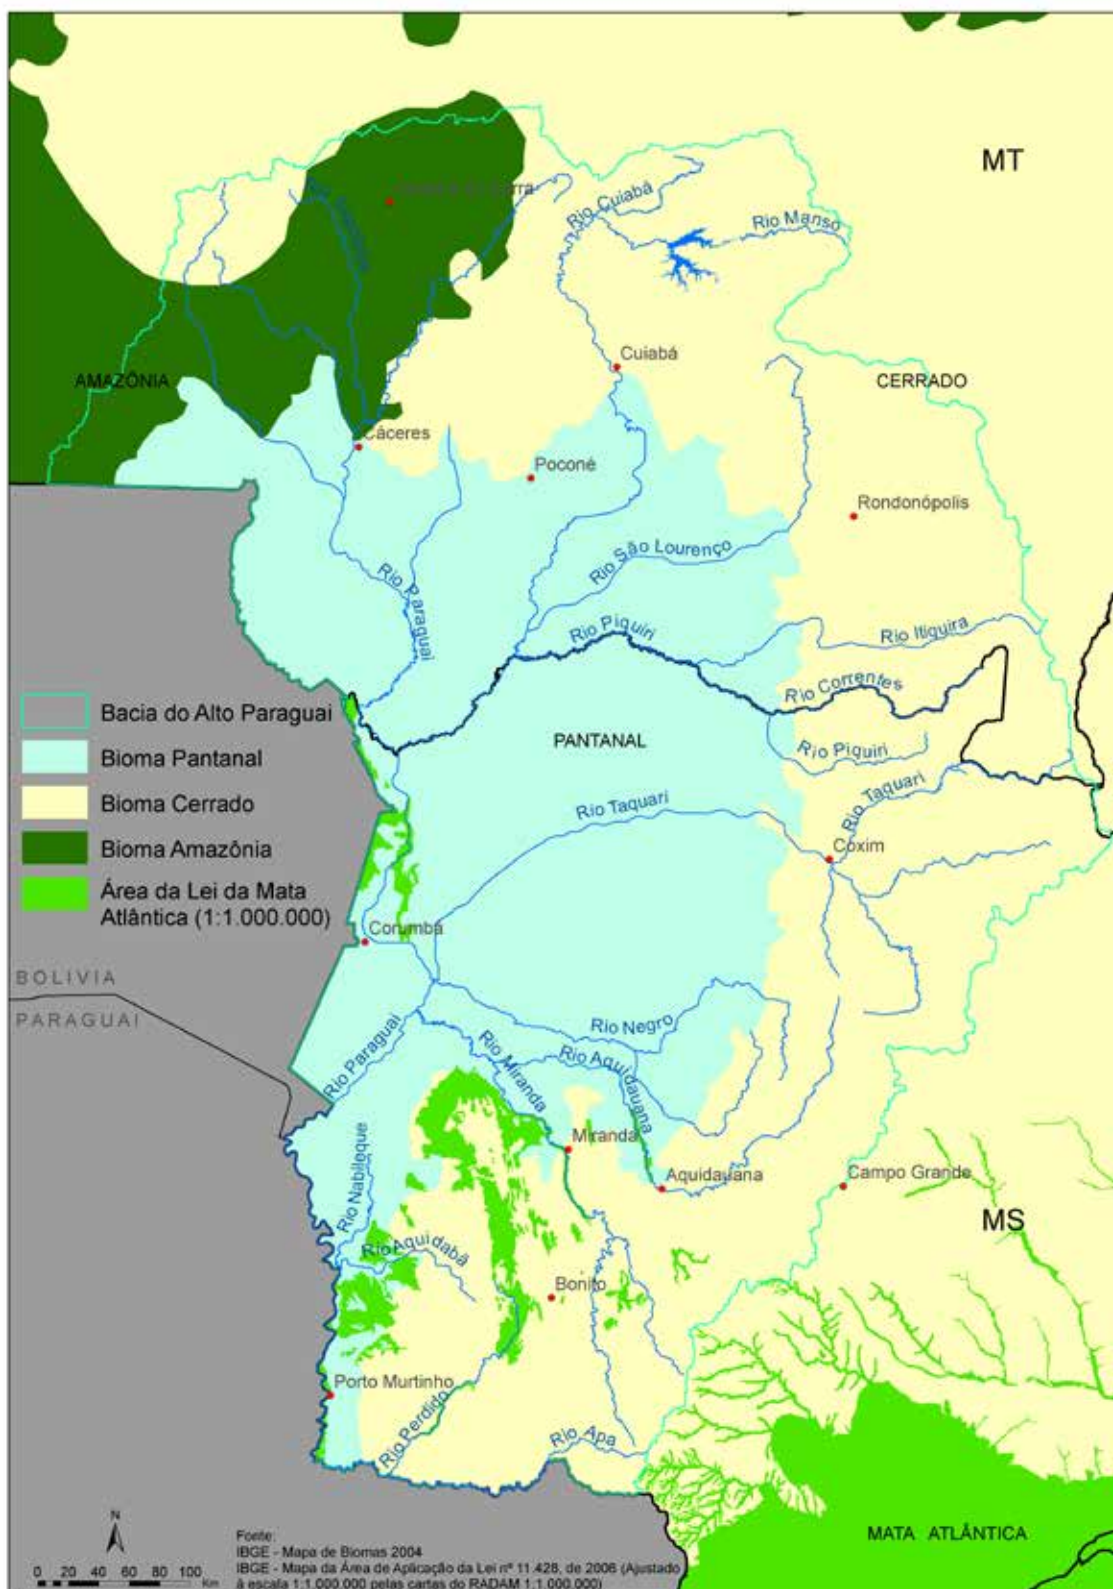 MT
Rio Cuiabá
Rio Manso
Cuiabá
AMAZÔNIA
CERRADO
Cáceres
Poconé
Rondonópolis
Rio São Lourenço
Rio Paraguai
Rio Piquiri
Rio Itiquira
Rio Correntes
PANTANAL
Rio Piquiri
Bacia do Alto Paraguai
Bioma Pantanal
Bioma Cerrado
Bioma Amazônia
Área da Lei da Mata
Atlântica (1:1.000.000)
Rio Taquari
Rio Taquari
Coxim
Corumbá
BOLIVIA
PARAGUAI
Rio Negro
Rio Paraguai
Rio Miranda
Rio Aquidauana
Miranda
Rio Nabileque
Aquidauana
Campo Grande
MS
Rio Aquidabã
Bonito
Porto Murtinho
Rio Perdido
Rio Apa
MATA ATLÂNTICA
N
0 20 40 60 80 100
Km
Fonte:
IBGE - Mapa de Biomas 2004
IBGE - Mapa da Área de Aplicação da Lei nº 11.428, de 2006 (Ajustado
à escala 1:1.000.000 pelas cartas do RADAM 1:1.000.000)